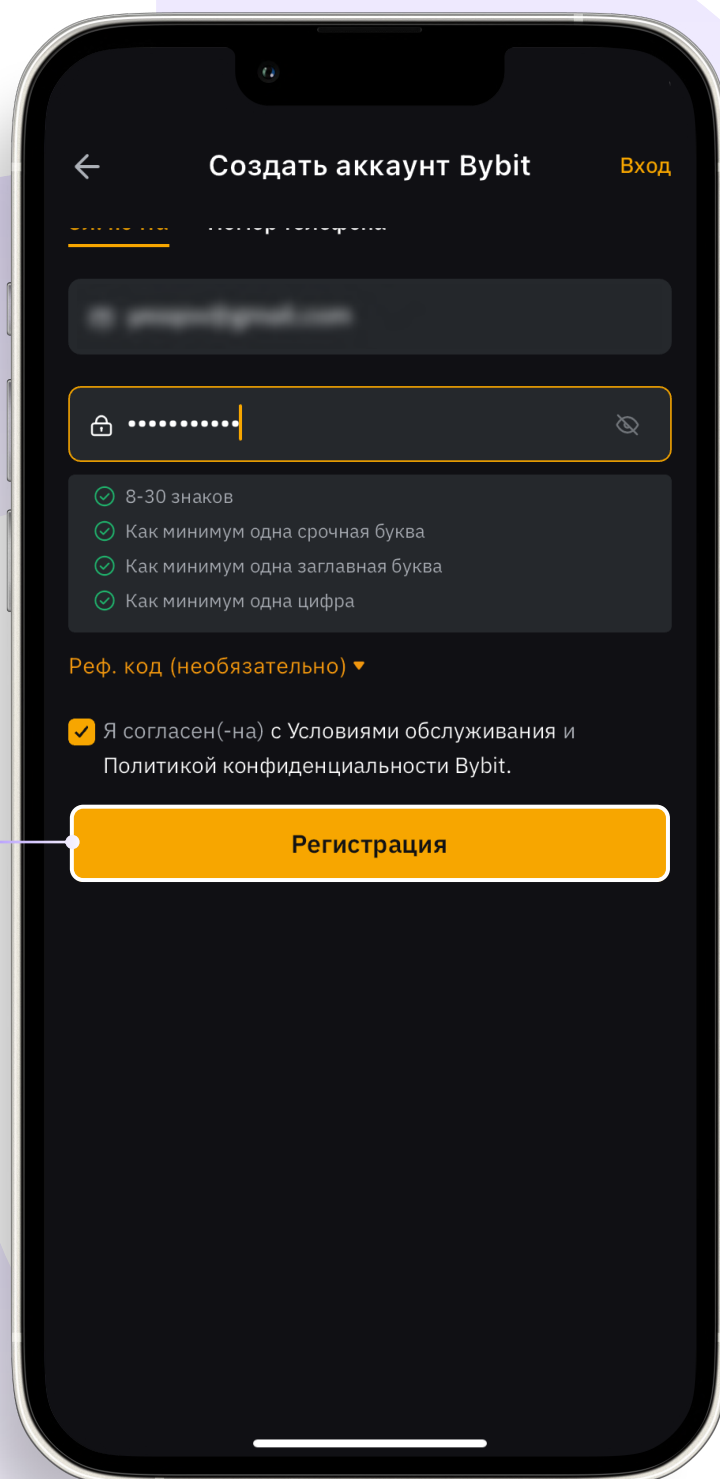 Создать аккаунт Bybit
Вход
8-30 знаков
Как минимум одна срочная буква
Как минимум одна заглавная буква
Как минимум одна цифра
Реф. код (необязательно)
Я согласен(-на) с Условиями обслуживания и
Политикой конфиденциальности Bybit.
Регистрация